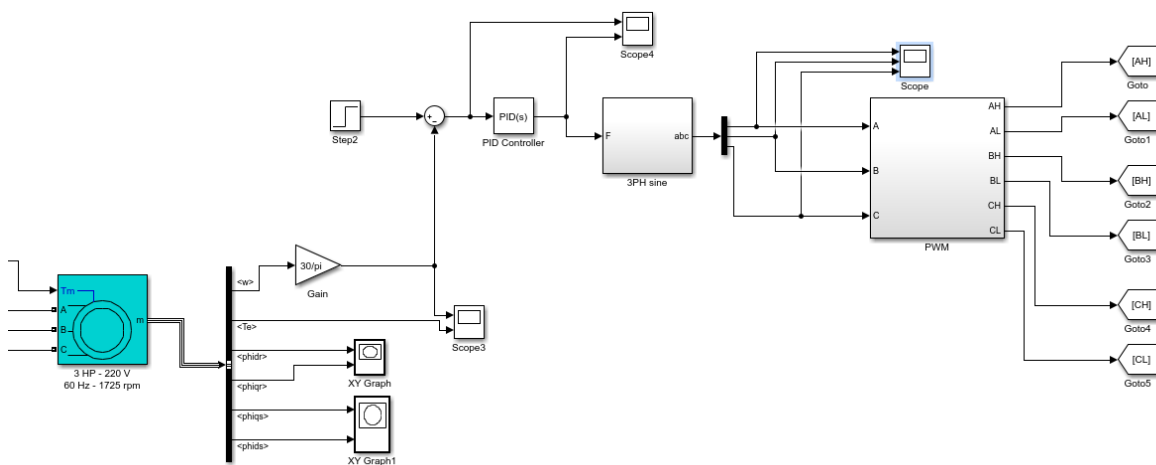 Scope4
+
−
Step2
PID(s)
PID Controller
F
abc
3PH sine
Scope
A
B
C
AH
AL
BH
BL
CH
CL
PWM
[AH]
Goto
[AL]
Goto1
[BH]
Goto2
[BL]
Goto3
[CH]
Goto4
[CL]
Goto5
30/pi
Gain
<w>
<Te>
Scope3
<phidr>
<phiqr>
XY Graph
<phiqs>
<phids>
XY Graph1
Tm
A
B
C
m
3 HP - 220 V
60 Hz - 1725 rpm